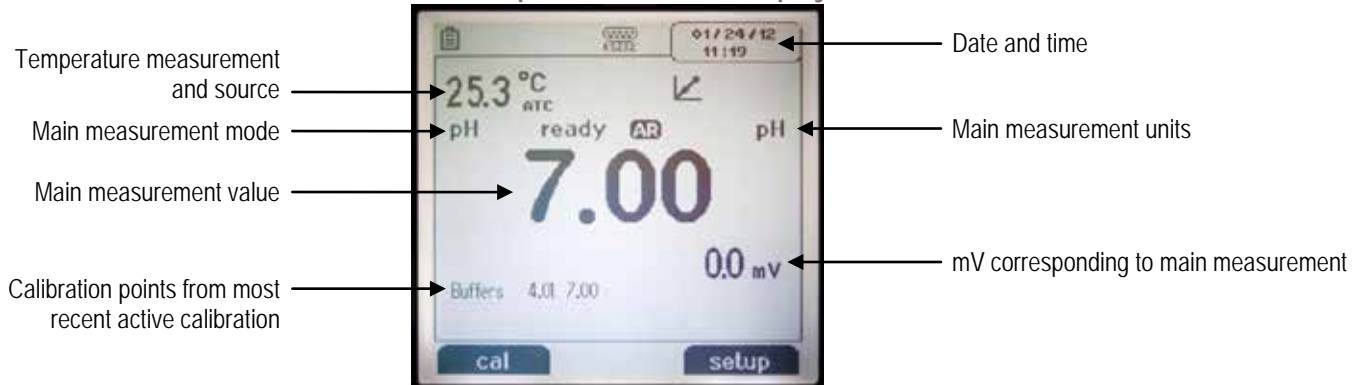 01/24/12
11:19
Date and time
Temperature measurement
and source
25.3 °C
ATC
Main measurement mode
pH ready AR pH
Main measurement units
Main measurement value
7.00
0.0 mV
mV corresponding to main measurement
Calibration points from most
recent active calibration
Buffers 4.01 7.00
cal
setup